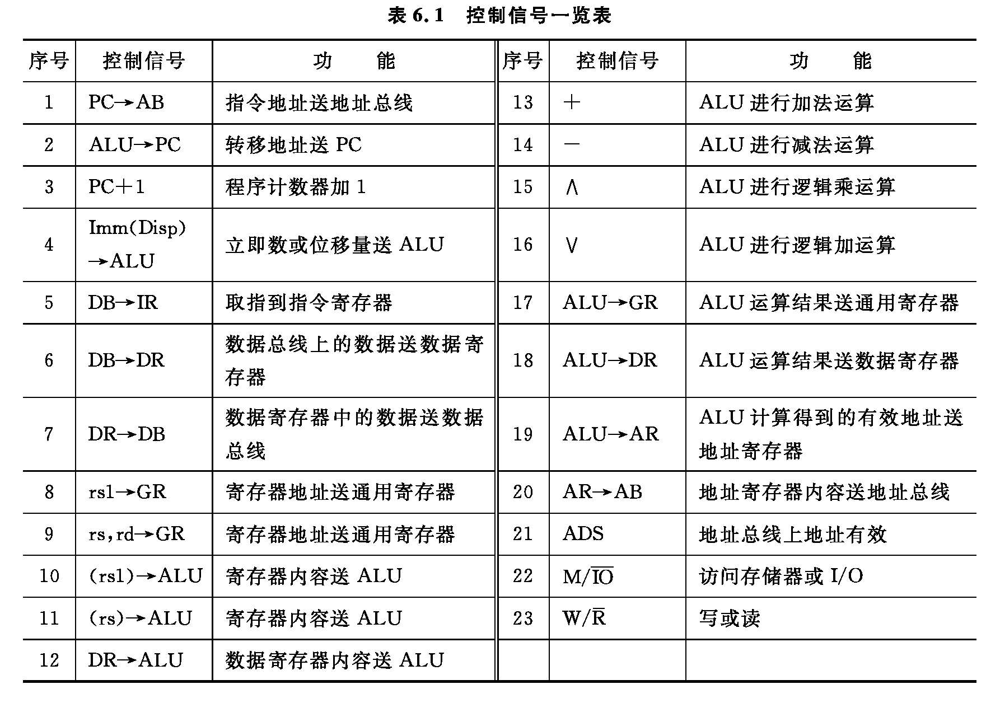 表 6.1 控制信号一览表
序号 控制信号 功 能 序号 控制信号 功 能
1 PC→AB 指令地址送地址总线 13 + ALU 进行加法运算
2 ALU→PC 转移地址送 PC 14 － ALU 进行减法运算
3 PC+1 程序计数器加 1 15 ∧ ALU 进行逻辑乘运算
4 Imm(Disp)
→ALU 立即数或位移量送 ALU 16 ∨ ALU 进行逻辑加运算
5 DB→IR 取指到指令寄存器 17 ALU→GR ALU 运算结果送通用寄存器
6 DB→DR 数据总线上的数据送数据寄
存器 18 ALU→DR ALU 运算结果送数据寄存器
7 DR→DB 数据寄存器中的数据送数据
总线 19 ALU→AR ALU 计算得到的有效地址送
地址寄存器
8 rs1→GR 寄存器地址送通用寄存器 20 AR→AB 地址寄存器内容送地址总线
9 rs,rd→GR 寄存器地址送通用寄存器 21 ADS 地址总线上地址有效
10 (rs1)→ALU 寄存器内容送 ALU 22 M/I̅O̅ 访问存储器或 I/O
11 (rs)→ALU 寄存器内容送 ALU 23 W/R̅ 写或读
12 DR→ALU 数据寄存器内容送 ALU